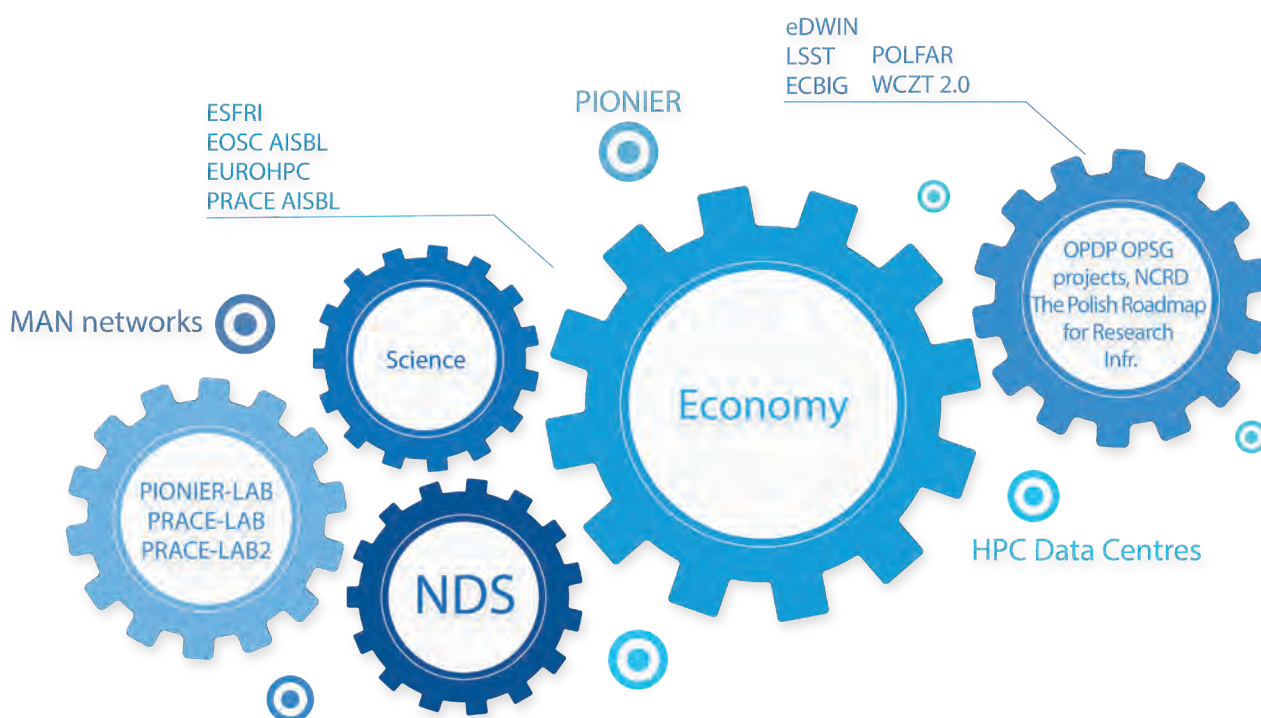 eDWIN
LSST POLFAR
ECBIG WCZT 2.0
PIONIER
ESFRI
EOSC AISBL
EUROHPC
PRACE AISBL
OPDP OPSG
projects, NCRD
The Polish Roadmap
for Research
Infr.
MAN networks
Science
Economy
PIONIER-LAB
PRACE-LAB
PRACE-LAB2
NDS
HPC Data Centres